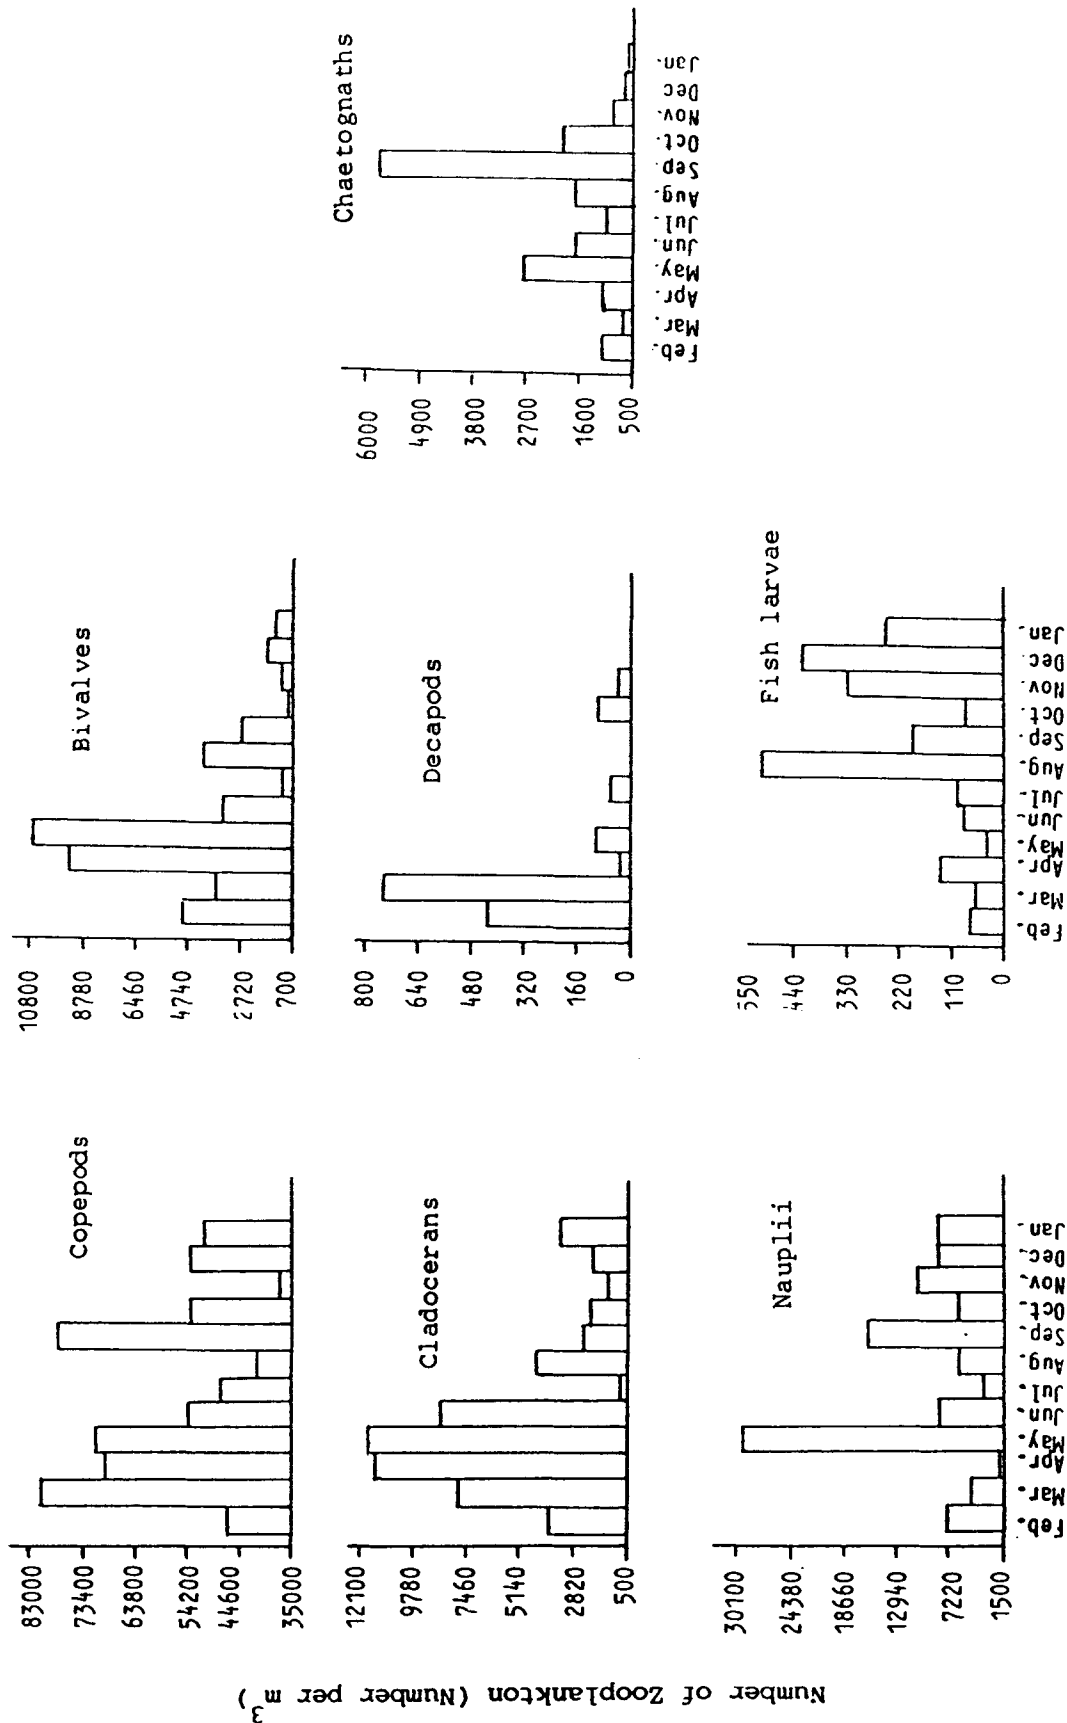 Number of Zooplankton (Number per m³)
Copepods
83000
73400
63800
54200
44600
35000
Cladocerans
12100
9780
7460
5140
2820
500
Nauplii
30100
24380
18660
12940
7220
1500
Feb.
Mar.
Apr.
May.
Jun.
Jul.
Aug.
Sep.
Oct.
Nov.
Dec.
Jan.
Bivalves
10800
8780
6460
4740
2720
700
Decapods
800
640
480
320
160
0
Fish larvae
550
440
330
220
110
0
Feb.
Mar.
Apr.
May.
Jun.
Jul.
Aug.
Sep.
Oct.
Nov.
Dec.
Jan.
Chaetognaths
6000
4900
3800
2700
1600
500
Feb.
Mar.
Apr.
May.
Jun.
Jul.
Aug.
Sep.
Oct.
Nov.
Dec
Jan.